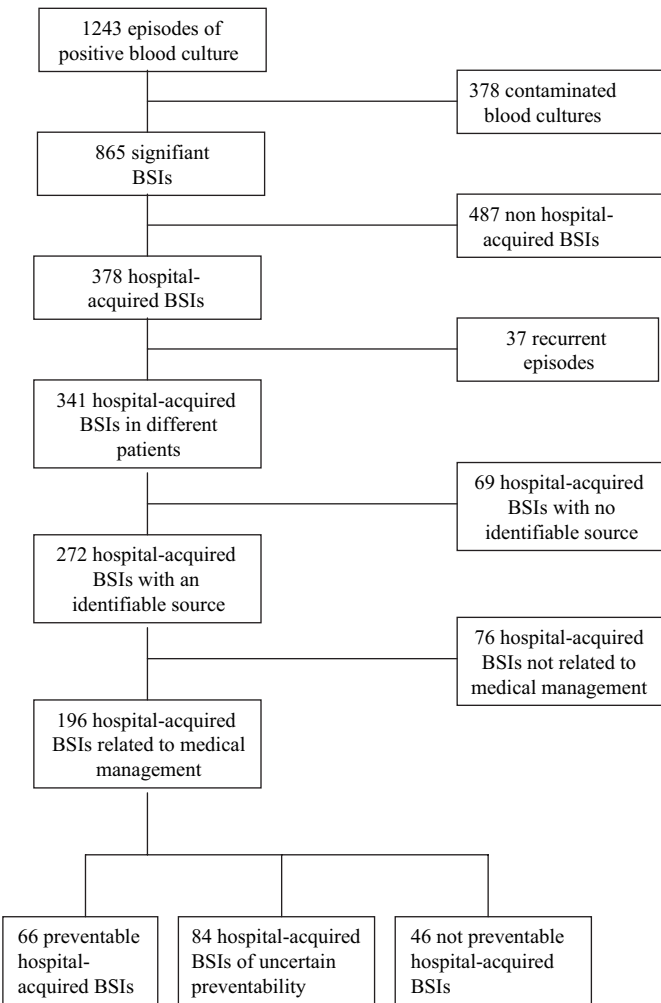 1243 episodes of
positive blood culture
378 contaminated
blood cultures
865 signifiant
BSIs
487 non hospital-
acquired BSIs
378 hospital-
acquired BSIs
37 recurrent
episodes
341 hospital-acquired
BSIs in different
patients
69 hospital-acquired
BSIs with no
identifiable source
272 hospital-acquired
BSIs with an
identifiable source
76 hospital-acquired
BSIs not related to
medical management
196 hospital-acquired
BSIs related to medical
management
66 preventable
hospital-
acquired BSIs
84 hospital-acquired
BSIs of uncertain
preventability
46 not preventable
hospital-acquired
BSIs